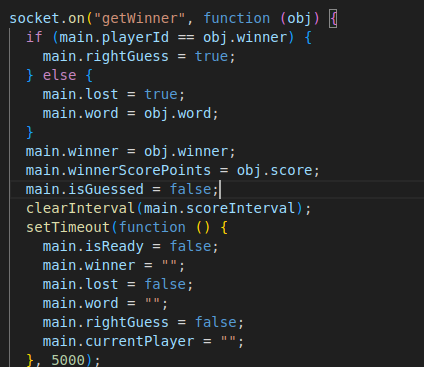 socket.on("getWinner", function (obj) {
  if (main.playerId == obj.winner) {
    main.rightGuess = true;
  } else {
    main.lost = true;
    main.word = obj.word;
  }
  main.winner = obj.winner;
  main.winnerScorePoints = obj.score;
  main.isGuessed = false;
  clearInterval(main.scoreInterval);
  setTimeout(function () {
    main.isReady = false;
    main.winner = "";
    main.lost = false;
    main.word = "";
    main.rightGuess = false;
    main.currentPlayer = "";
  }, 5000);